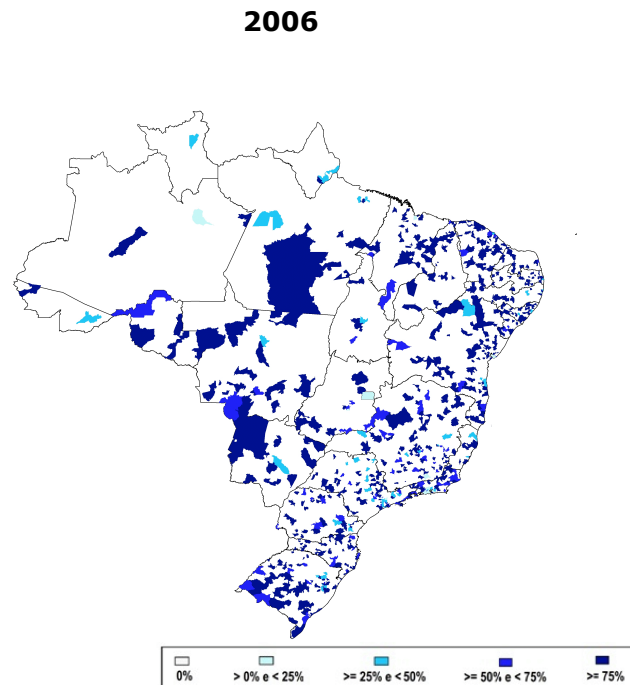 2006
0%
> 0% e < 25%
>= 25% e < 50%
>= 50% e < 75%
>= 75%